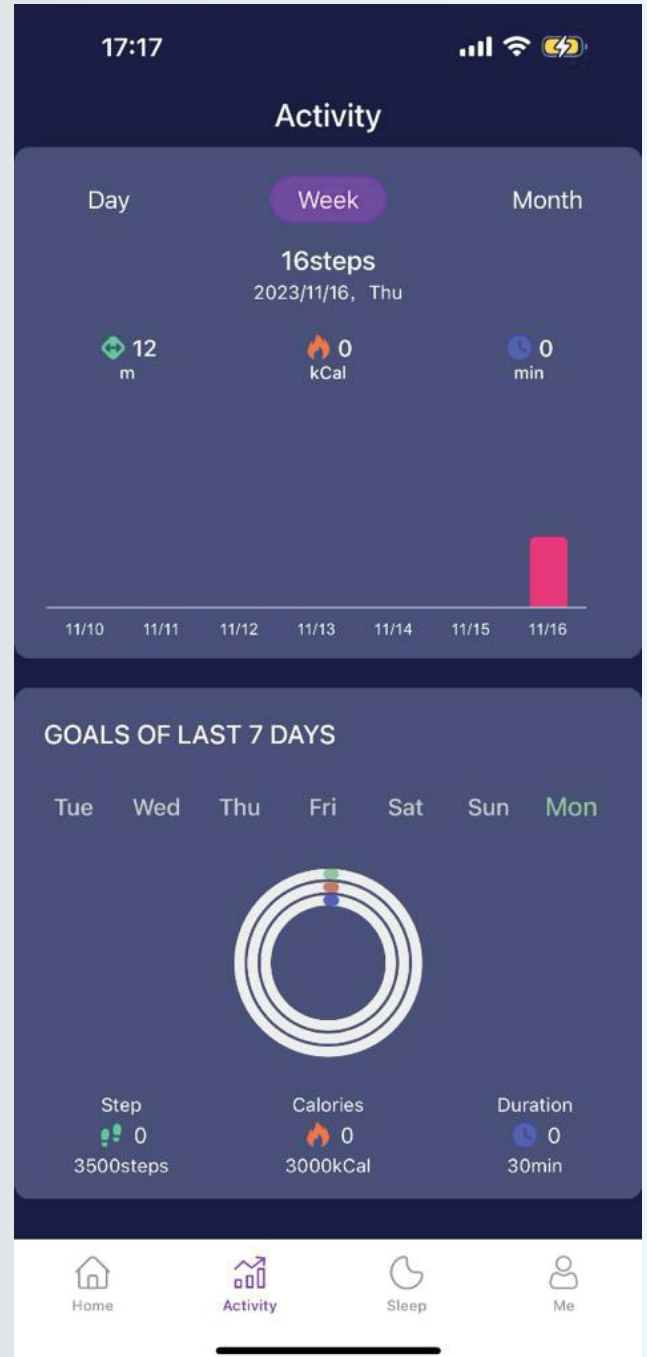 17:17
Activity
Day Week Month
16steps
2023/11/16, Thu
12 0 0
m kCal min
11/10 11/11 11/12 11/13 11/14 11/15 11/16
GOALS OF LAST 7 DAYS
Tue Wed Thu Fri Sat Sun Mon
Step Calories Duration
0 0 0
3500steps 3000kCal 30min
Home Activity Sleep Me